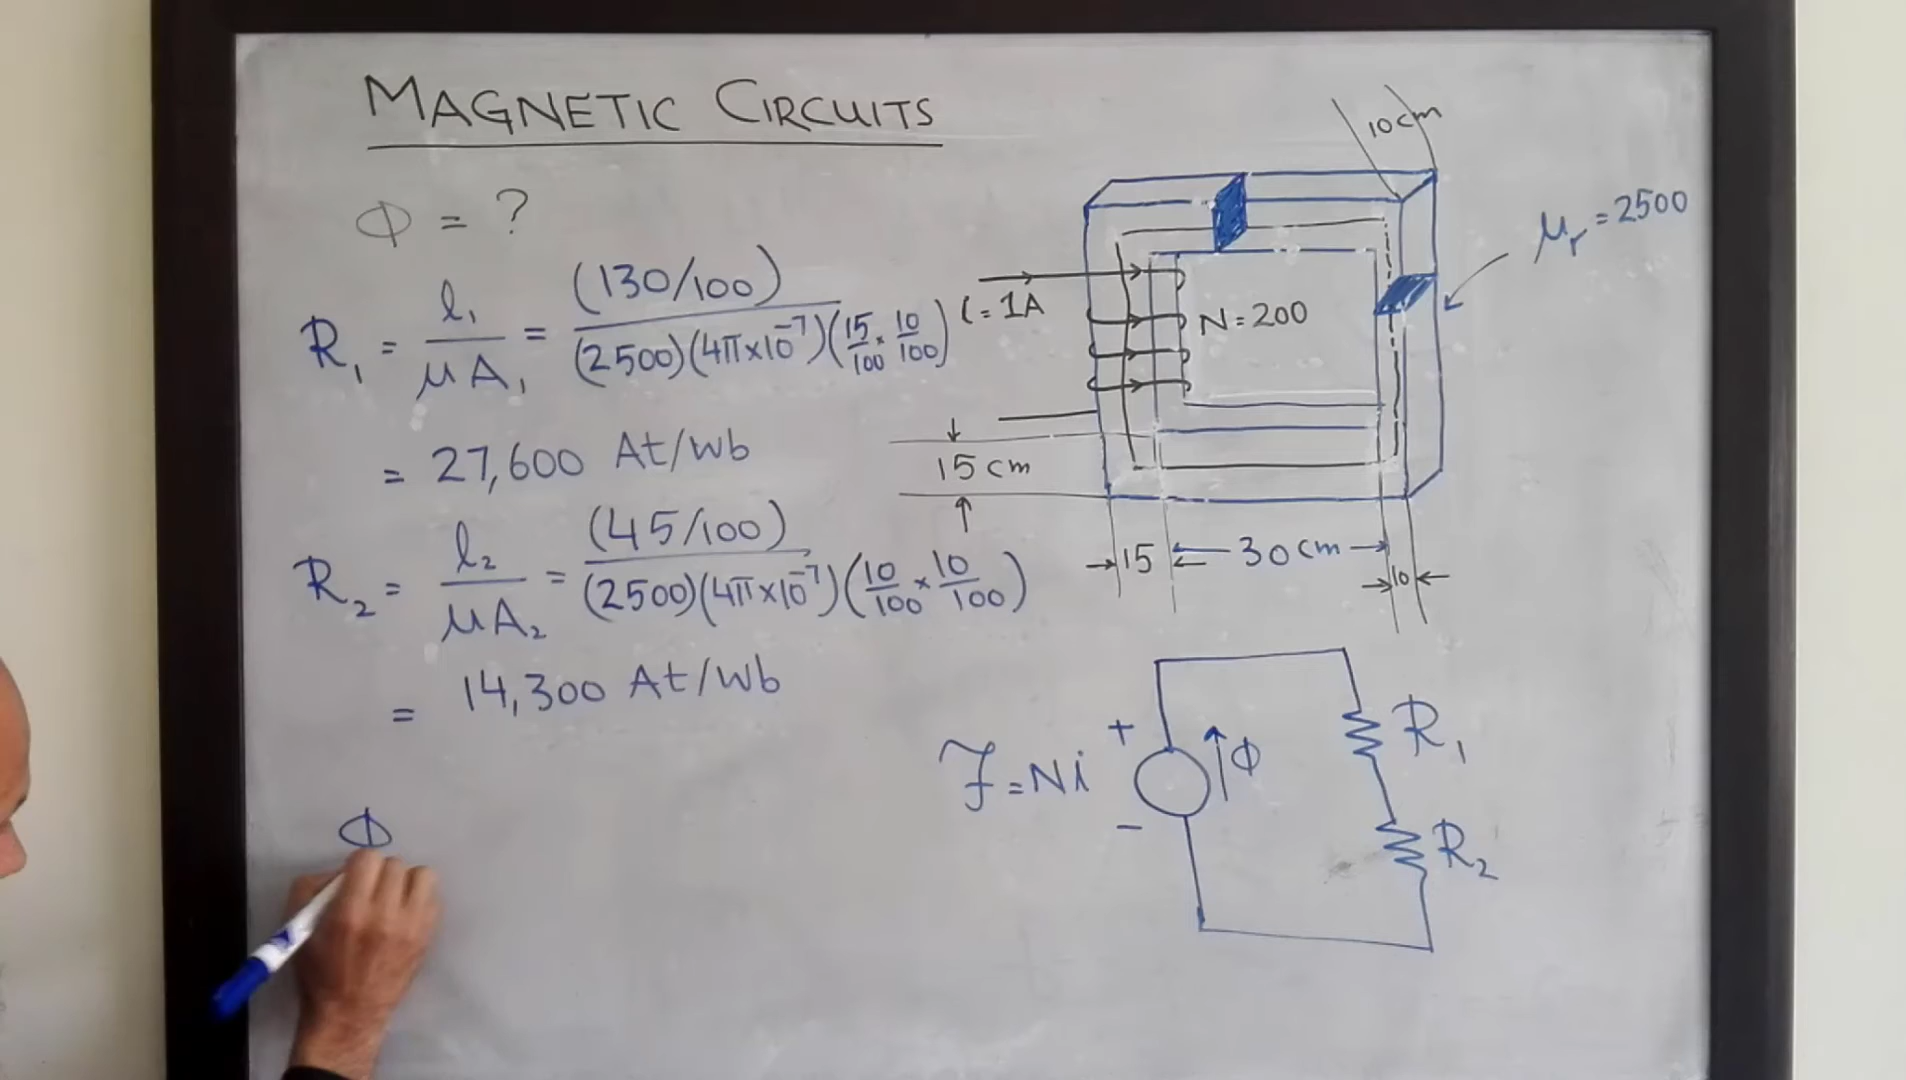 MAGNETIC CIRCUITS
Φ = ?
R₁ = l₁/μA₁ = (130/100)/(2500)(4π×10⁻⁷)(15/100 × 10/100)
= 27,600 At/wb
R₂ = l₂/μA₂ = (45/100)/(2500)(4π×10⁻⁷)(10/100 × 10/100)
= 14,300 At/wb
Φ
10cm
μr = 2500
i = 1A
N = 200
15 cm
15
30 cm
10
ℱ = Ni
+
-
Φ
R₁
R₂